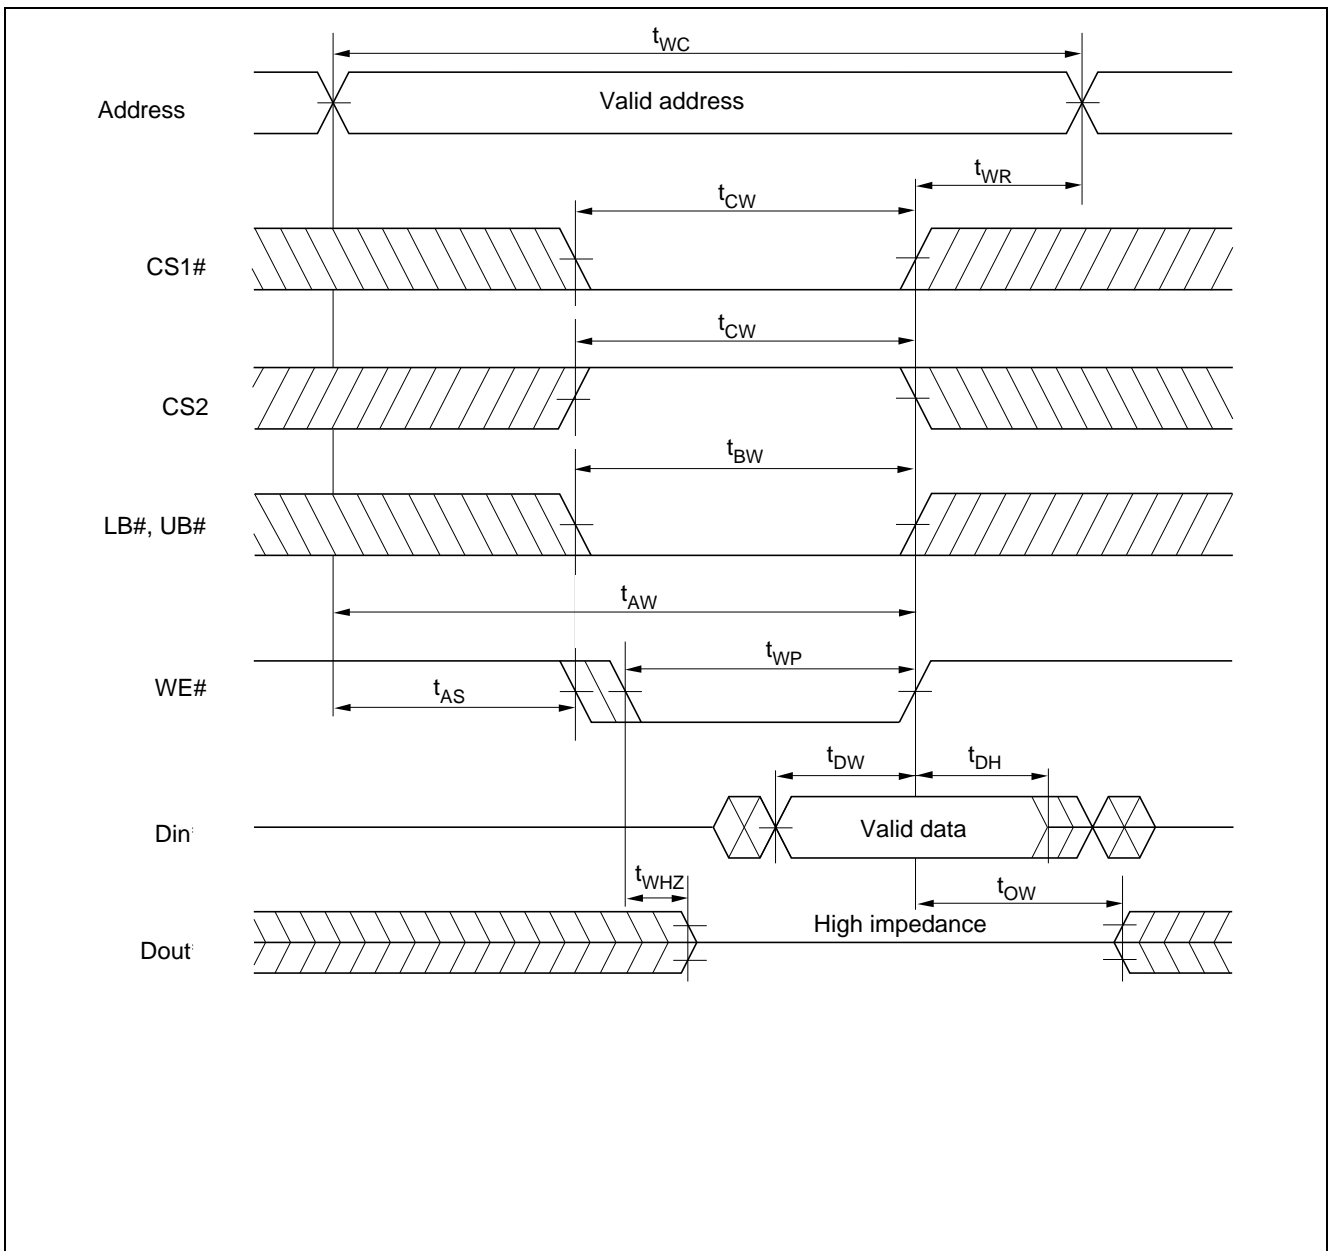 tWC
Address
Valid address
tWR
tCW
CS1#
tCW
CS2
tBW
LB#, UB#
tAW
tWP
WE#
tAS
tDW
tDH
Din
Valid data
tWHZ
tOW
High impedance
Dout